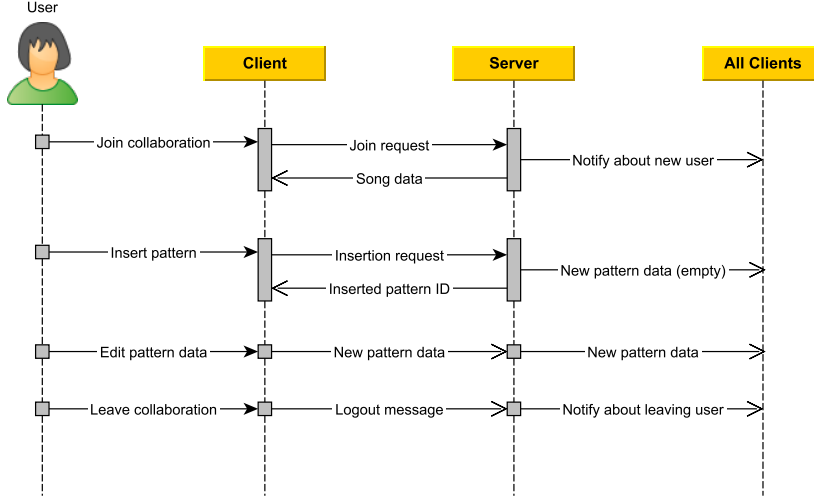 User
Client
Server
All Clients
Join collaboration
Join request
Notify about new user
Song data
Insert pattern
Insertion request
New pattern data (empty)
Inserted pattern ID
Edit pattern data
New pattern data
New pattern data
Leave collaboration
Logout message
Notify about leaving user